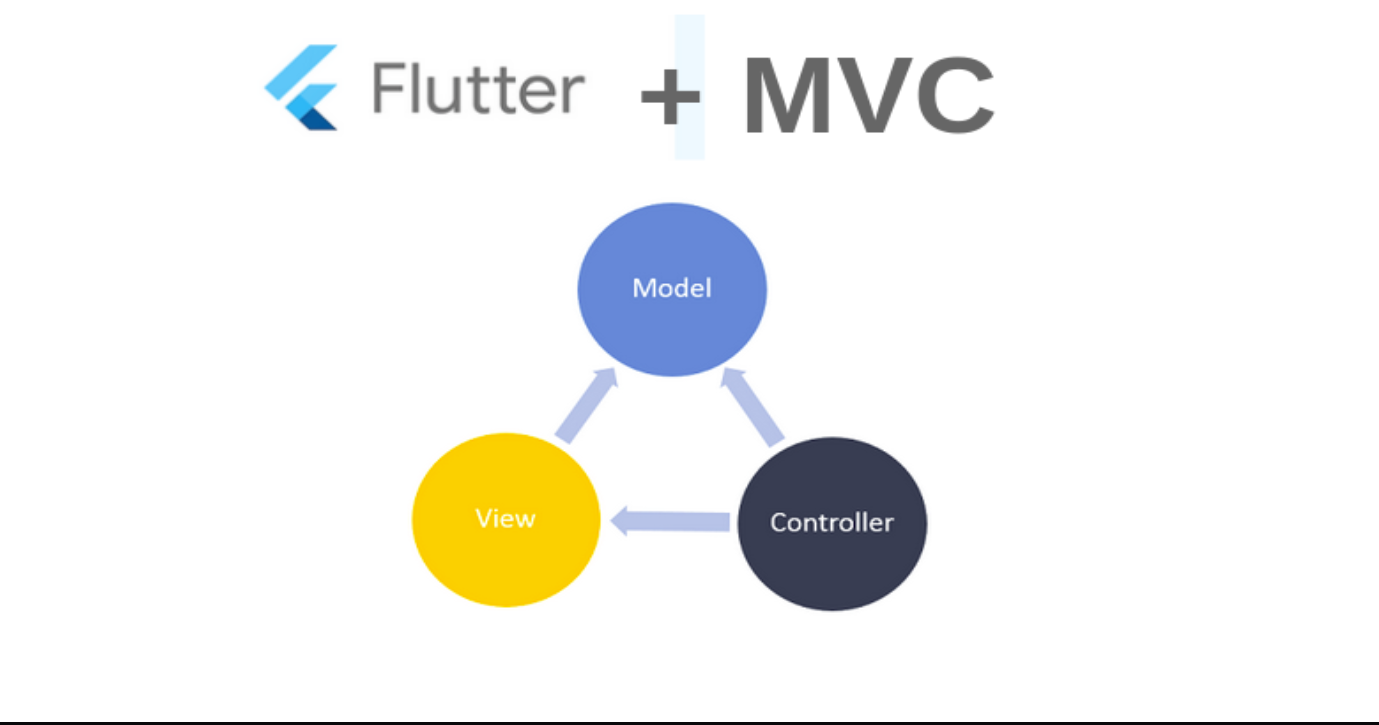 Flutter + MVC
Model
View
Controller